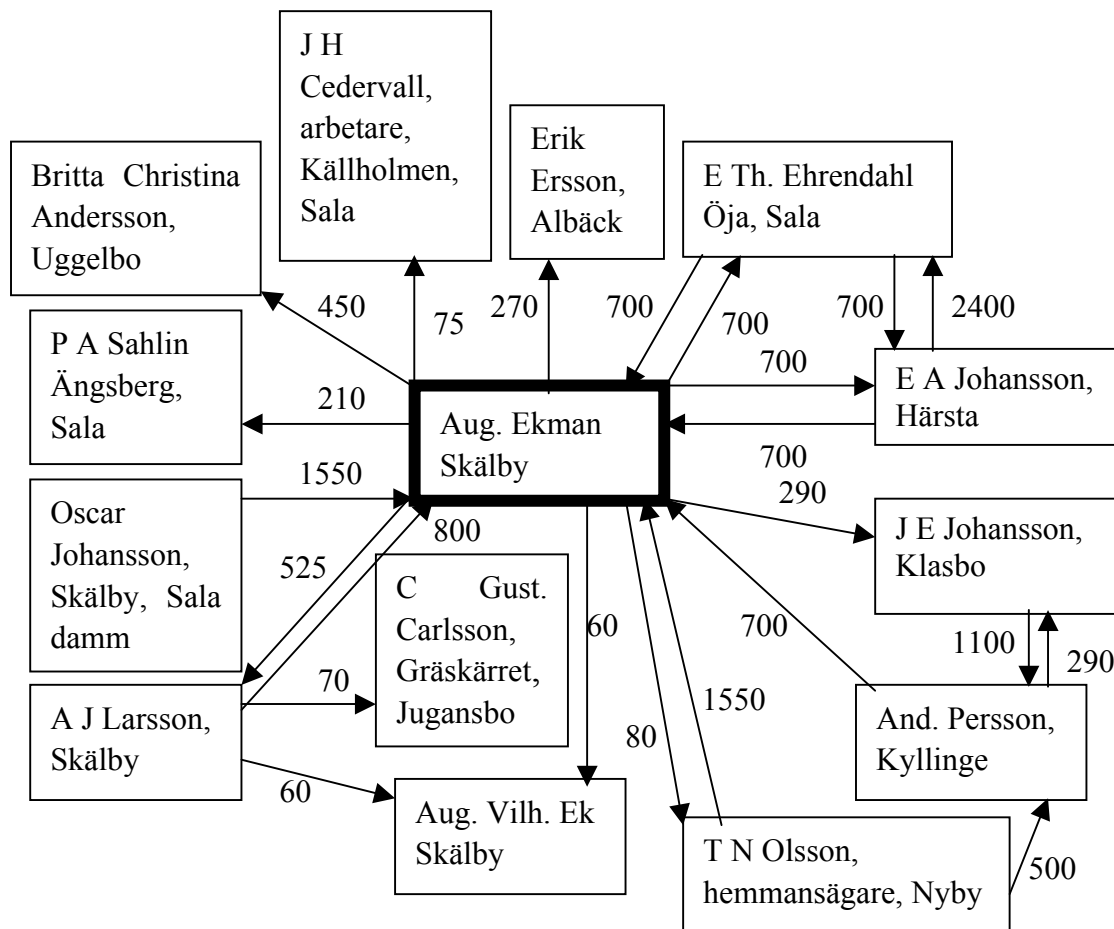 J H
Cedervall,
arbetare,
Källholmen,
Sala
Erik
Ersson,
Albäck
Britta Christina
Andersson,
Uggelbo
E Th. Ehrendahl
Öja, Sala
450
75
270
700
700
700
2400
P A Sahlin
Ängsberg,
Sala
210
700
E A Johansson,
Härsta
Aug. Ekman
Skälby
700
1550
290
Oscar
Johansson,
Skälby, Sala
damm
800
525
J E Johansson,
Klasbo
C Gust.
Carlsson,
Gräskärret,
Jugansbo
60
700
1100
290
70
A J Larsson,
Skälby
1550
80
And. Persson,
Kyllinge
60
Aug. Vilh. Ek
Skälby
T N Olsson,
hemmansägare, Nyby
500